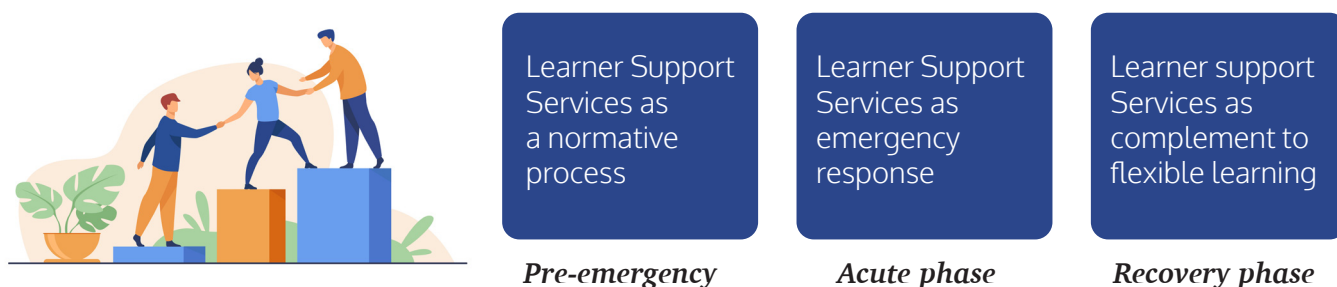 Learner Support
Services as
a normative
process
Learner Support
Services as
emergency
response
Learner support
Services as
complement to
flexible learning
Pre-emergency
Acute phase
Recovery phase